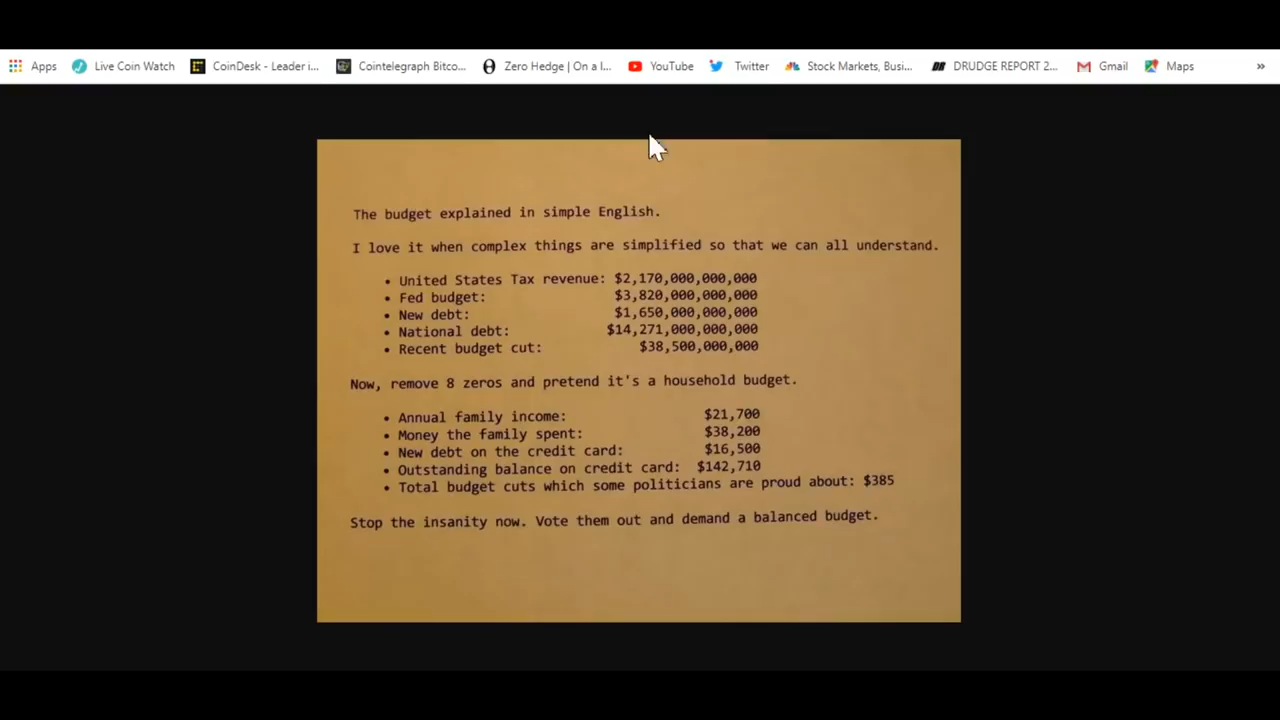 Apps Live Coin Watch CoinDesk - Leader i... Cointelegraph Bitco... Zero Hedge | On a l... YouTube Twitter Stock Markets, Busi... DR DRUDGE REPORT 2... Gmail Maps »
The budget explained in simple English.
I love it when complex things are simplified so that we can all understand.
• United States Tax revenue: $2,170,000,000,000
• Fed budget: $3,820,000,000,000
• New debt: $1,650,000,000,000
• National debt: $14,271,000,000,000
• Recent budget cut: $38,500,000,000
Now, remove 8 zeros and pretend it's a household budget.
• Annual family income: $21,700
• Money the family spent: $38,200
• New debt on the credit card: $16,500
• Outstanding balance on credit card: $142,710
• Total budget cuts which some politicians are proud about: $385
Stop the insanity now. Vote them out and demand a balanced budget.